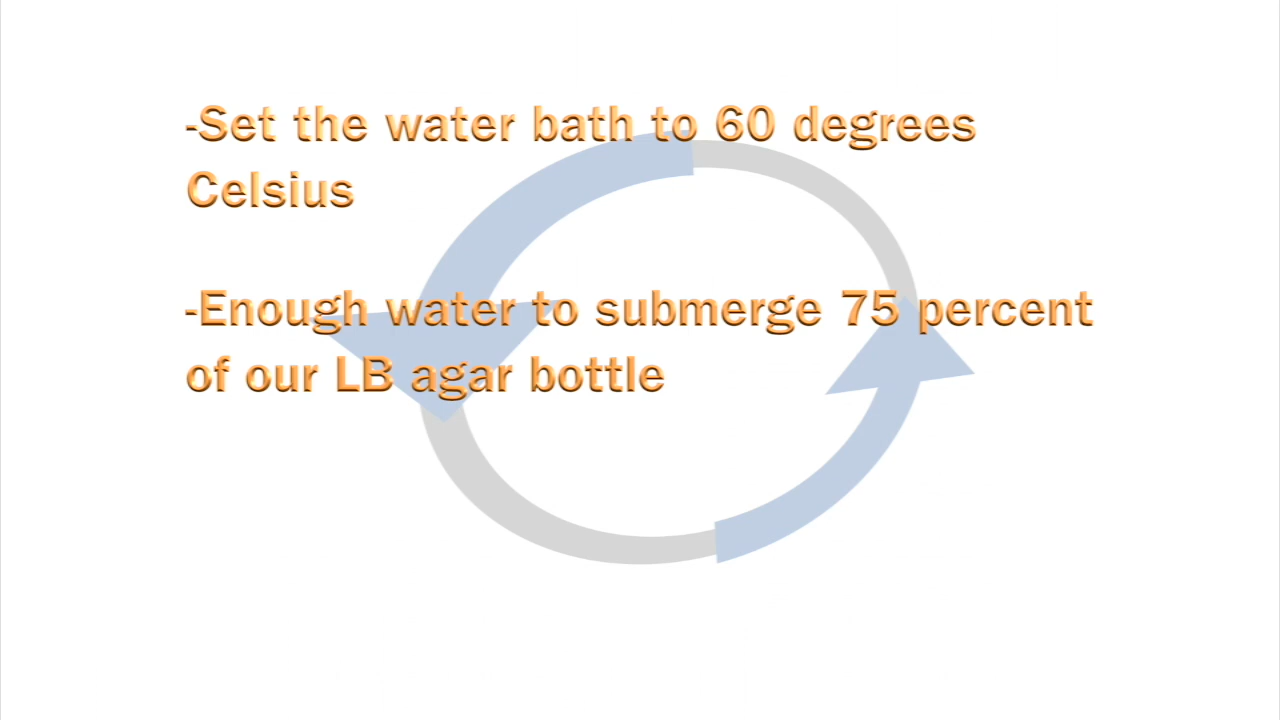 -Set the water bath to 60 degrees
Celsius
-Enough water to submerge 75 percent
of our LB agar bottle